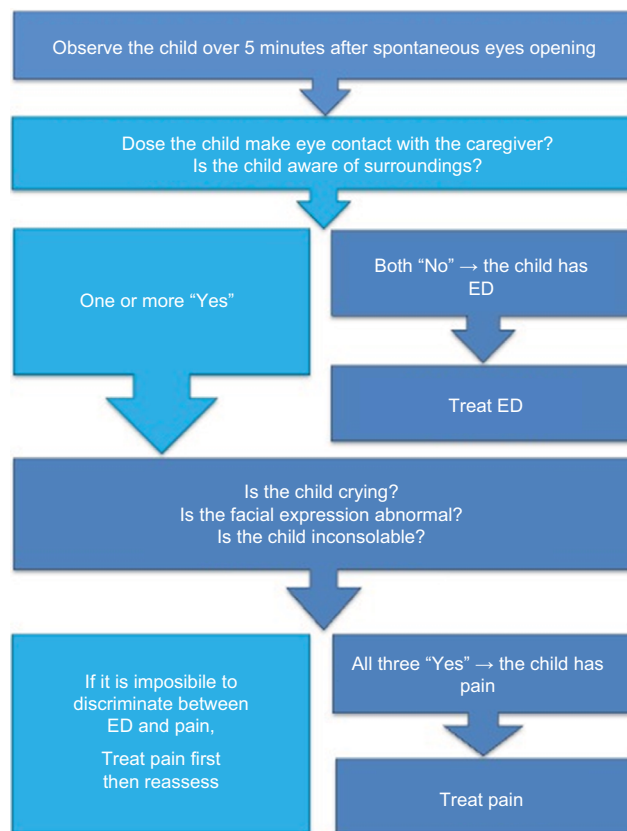 Observe the child over 5 minutes after spontaneous eyes opening
Dose the child make eye contact with the caregiver?
Is the child aware of surroundings?
One or more “Yes”
Both “No” → the child has
ED
Treat ED
Is the child crying?
Is the facial expression abnormal?
Is the child inconsolable?
If it is imposibile to
discriminate between
ED and pain,
Treat pain first
then reassess
All three “Yes” → the child has
pain
Treat pain